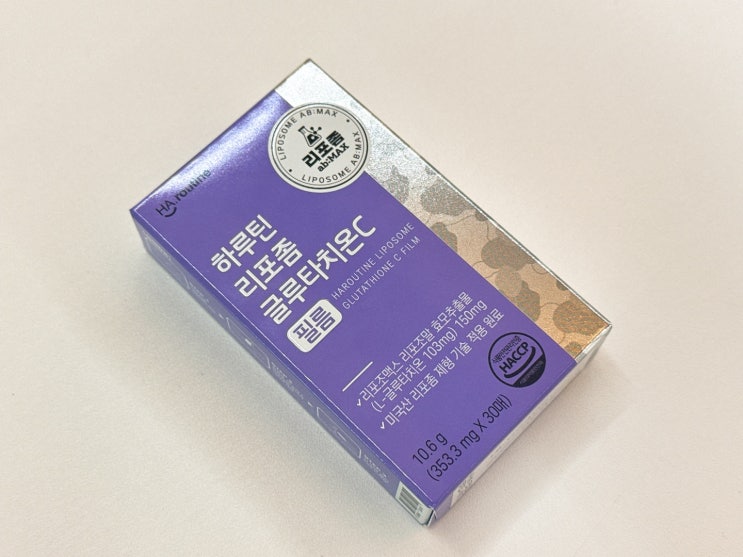 HA routine
LIPOSOME AB:MAX
리포좀
ab:MAX
LIPOSOME AB:MAX
하루틴
리포좀
글루타치온C
필름
HAROUTINE LIPOSOME
GLUTATHIONE C FILM
✓리포조맥스 리포조말 효모추출물
(L-글루타치온 103mg) 150mg
✓미국산 리포좀 제형 기술 적용 원료
10.6 g
(353.3 mg X 30매)
HACCP